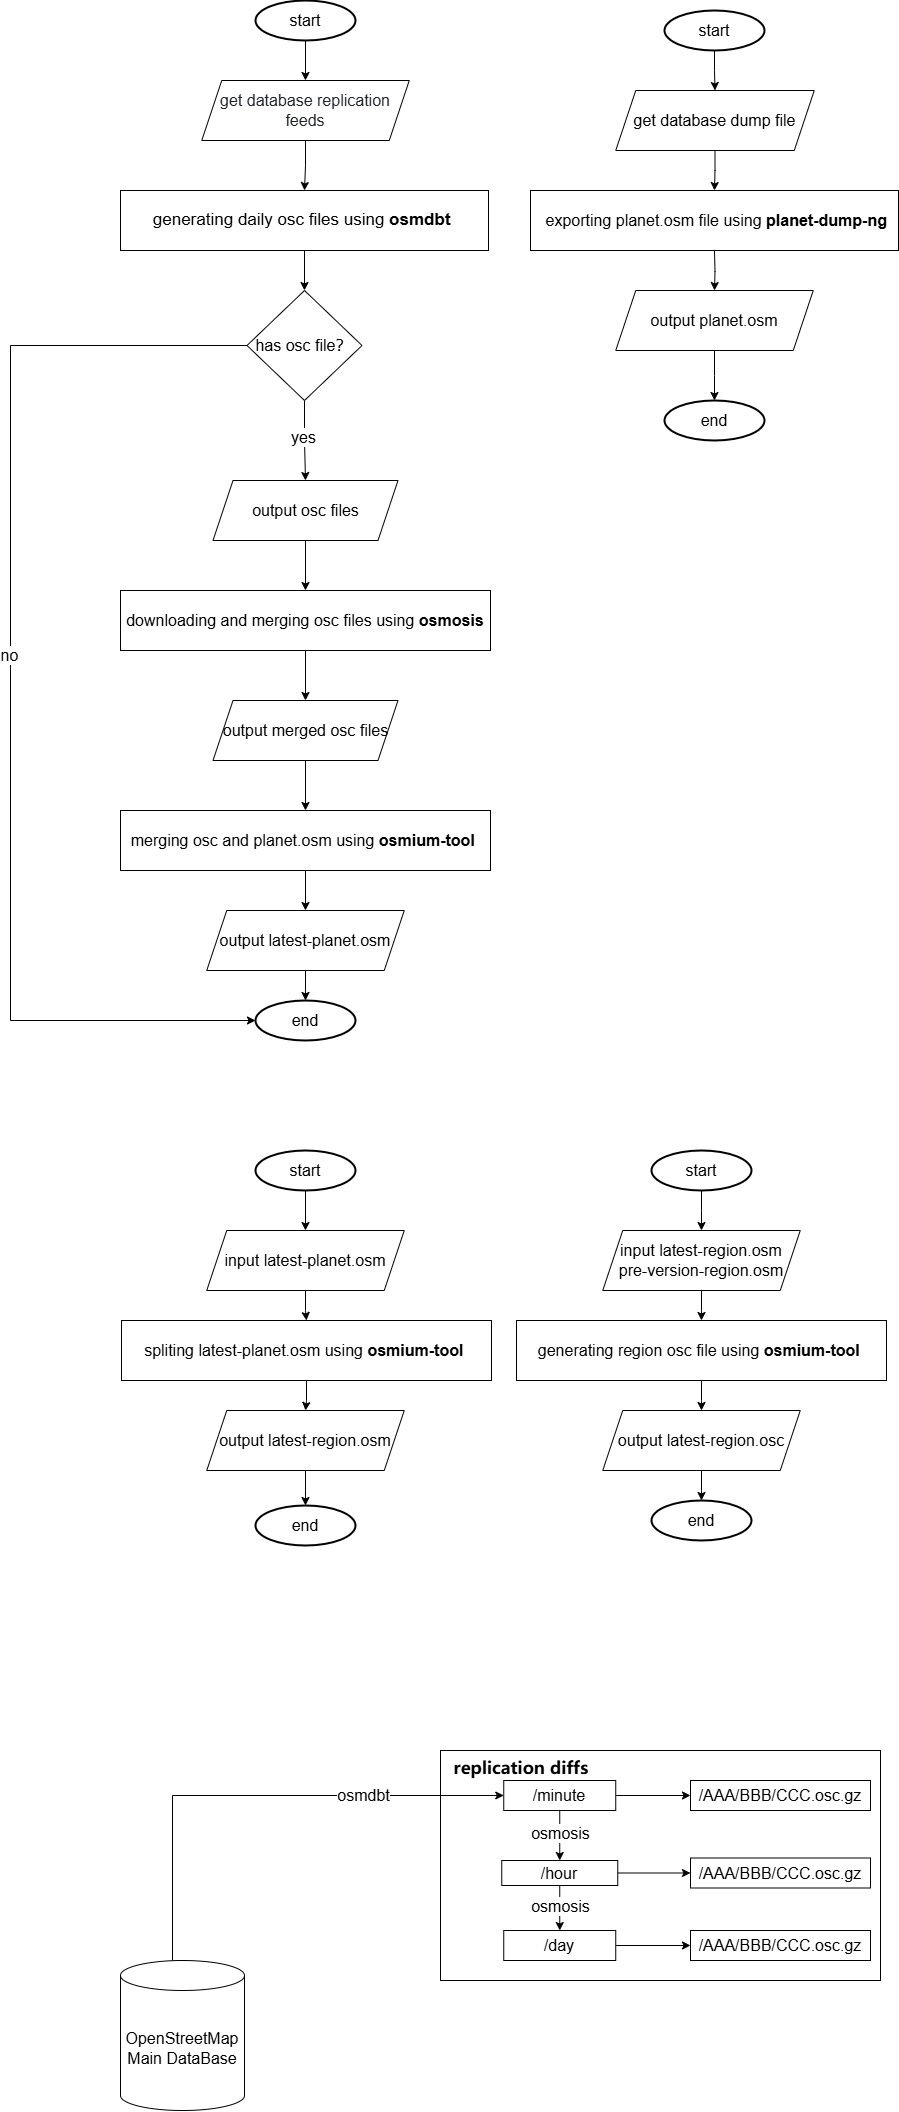 start
get database replication
feeds
generating daily osc files using osmdbt
has osc file?
yes
no
output osc files
downloading and merging osc files using osmosis
output merged osc files
merging osc and planet.osm using osmium-tool
output latest-planet.osm
end
start
get database dump file
exporting planet.osm file using planet-dump-ng
output planet.osm
end
start
input latest-planet.osm
spliting latest-planet.osm using osmium-tool
output latest-region.osm
end
start
input latest-region.osm
pre-version-region.osm
generating region osc file using osmium-tool
output latest-region.osc
end
replication diffs
osmdbt
/minute
/AAA/BBB/CCC.osc.gz
osmosis
/hour
/AAA/BBB/CCC.osc.gz
osmosis
/day
/AAA/BBB/CCC.osc.gz
OpenStreetMap
Main DataBase